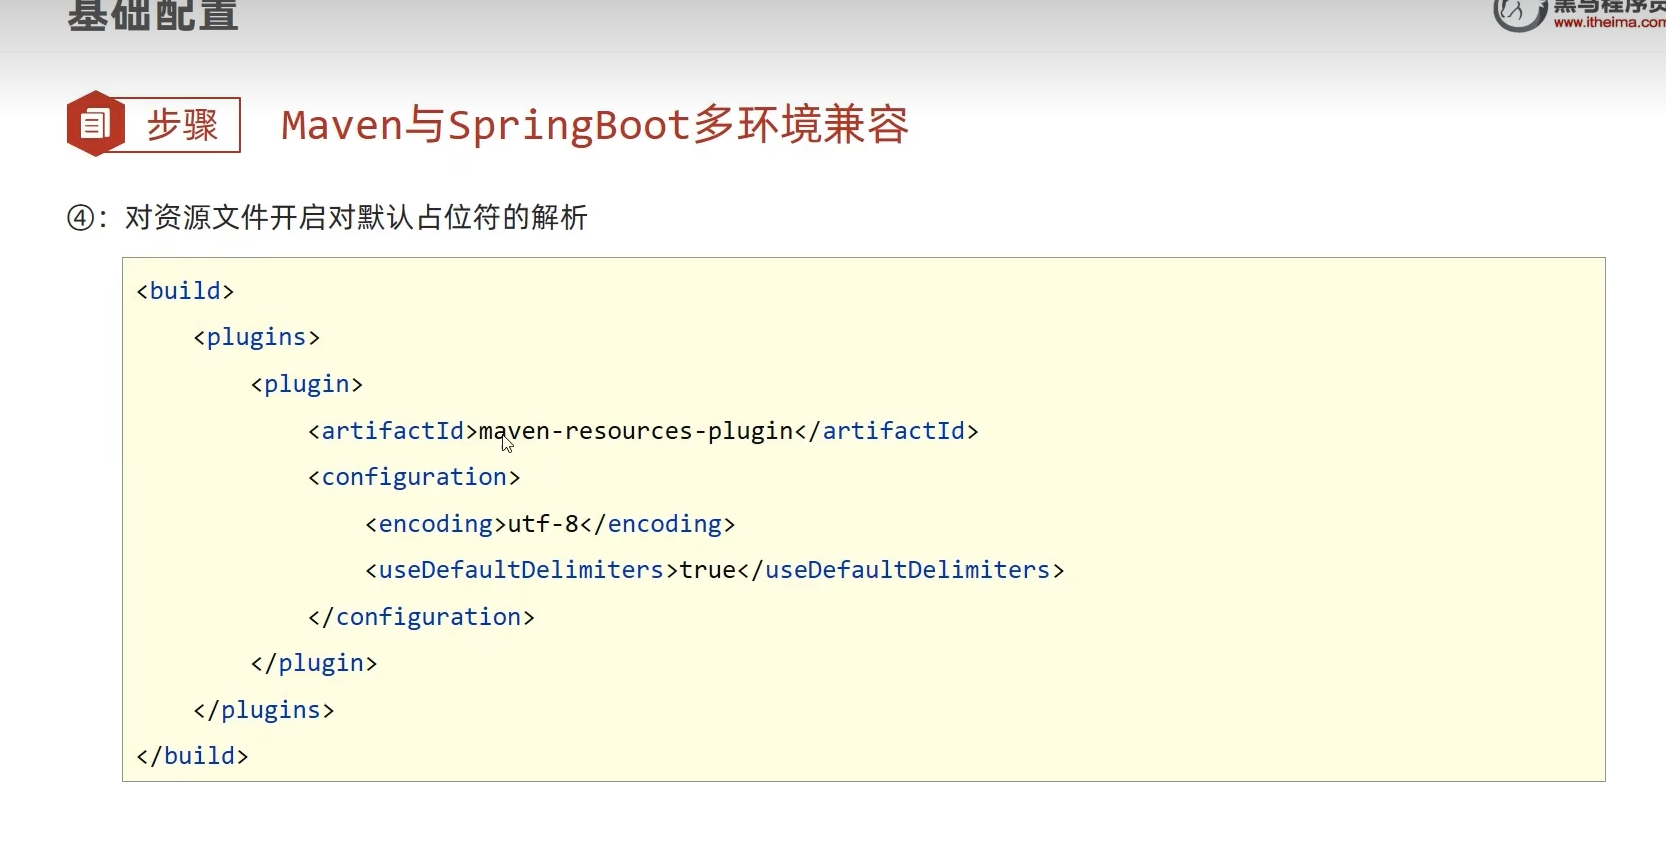 基础配置
黑马程序员
www.itheima.com
步骤
Maven与SpringBoot多环境兼容
④：对资源文件开启对默认占位符的解析
<build>
    <plugins>
        <plugin>
            <artifactId>maven-resources-plugin</artifactId>
            <configuration>
                <encoding>utf-8</encoding>
                <useDefaultDelimiters>true</useDefaultDelimiters>
            </configuration>
        </plugin>
    </plugins>
</build>